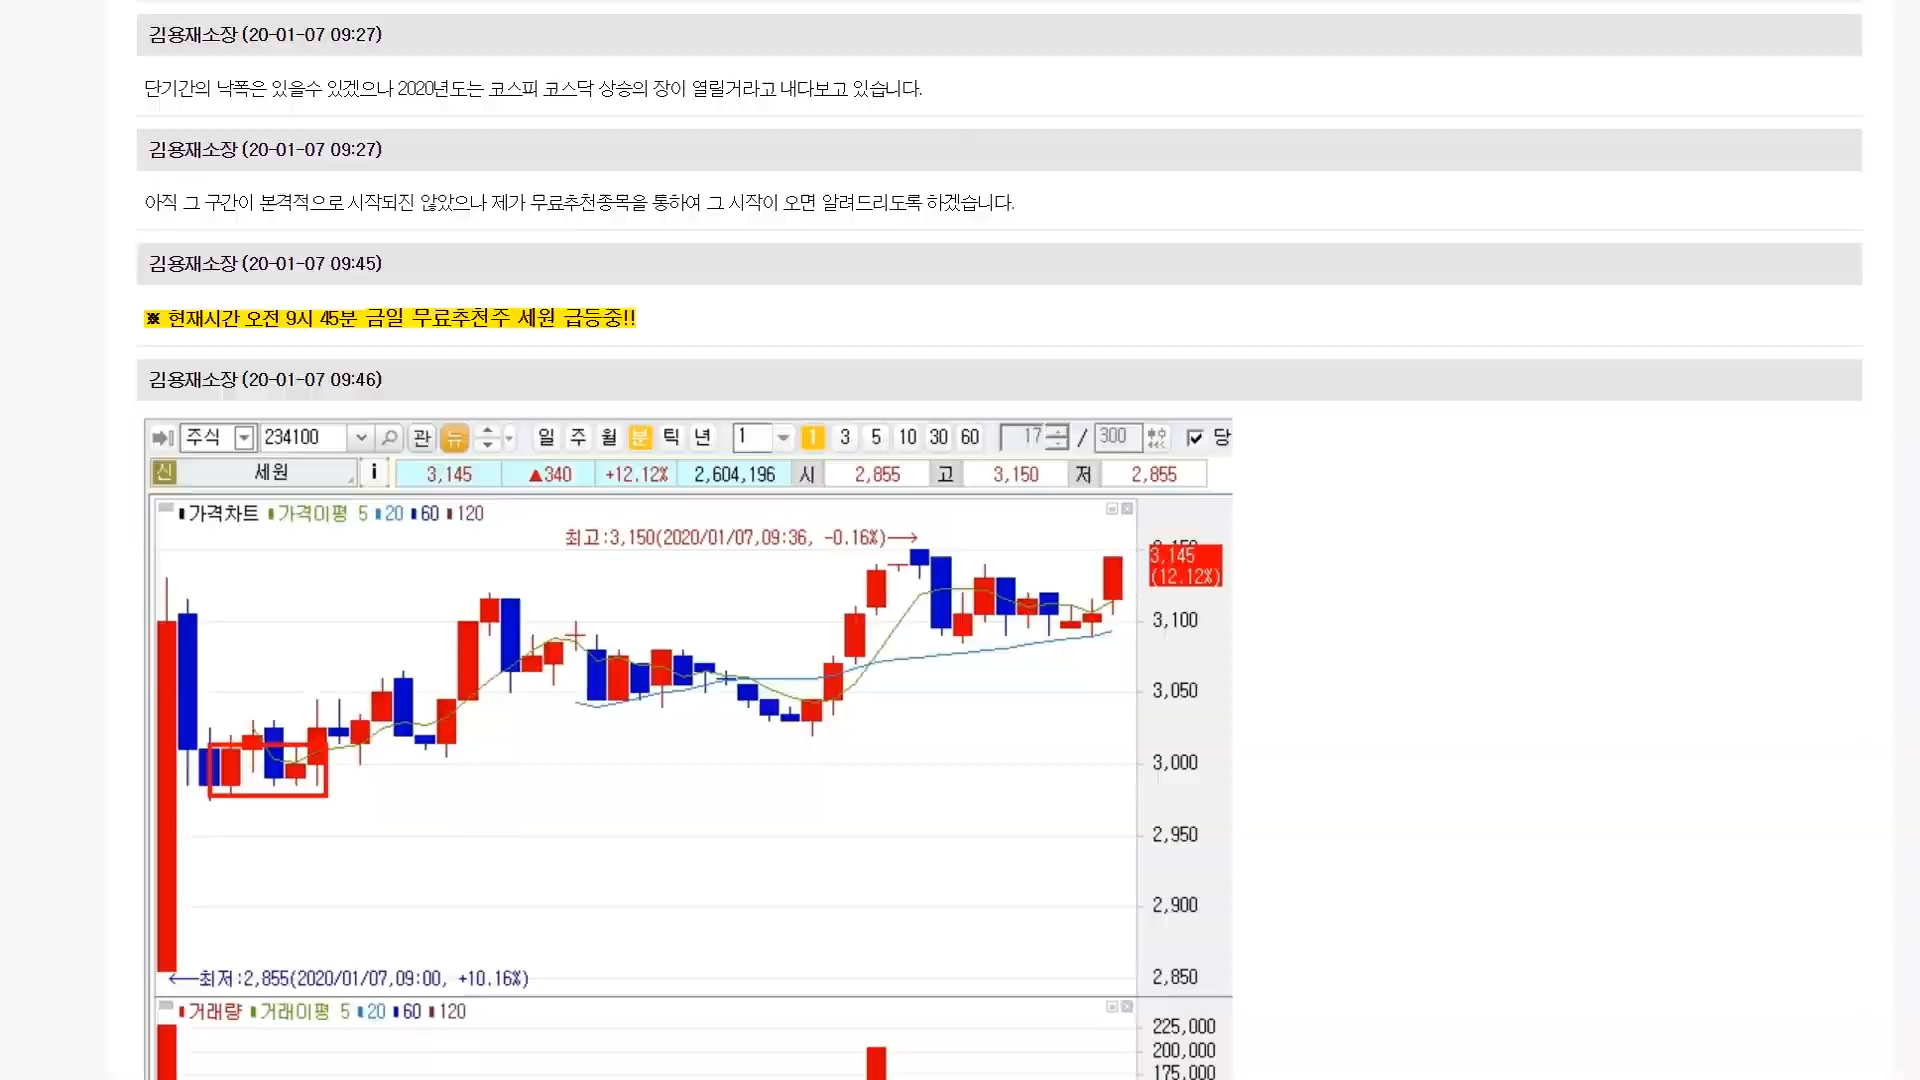 김용재소장 (20-01-07 09:27)
단기간의 낙폭은 있을수 있겠으나 2020년도는 코스피 코스닥 상승의 장이 열릴거라고 내다보고 있습니다.
김용재소장 (20-01-07 09:27)
아직 그 구간이 본격적으로 시작되진 않았으나 제가 무료추천종목을 통하여 그 시작이 오면 알려드리도록 하겠습니다.
김용재소장 (20-01-07 09:45)
※ 현재시간 오전 9시 45분 금일 무료추천주 세원 급등중!!
김용재소장 (20-01-07 09:46)
주식 234100 관 뉴 일 주 월 분 틱 년 1 1 3 5 10 30 60 17 / 300 당
신 세원 i 3,145 ▲340 +12.12% 2,604,196 시 2,855 고 3,150 저 2,855
가격차트 가격이평 5 20 60 120
최고:3,150(2020/01/07,09:36, -0.16%)→
3,145
(12.12%)
3,100
3,050
3,000
2,950
2,900
2,850
←최저:2,855(2020/01/07,09:00, +10.16%)
거래량 거래이평 5 20 60 120
225,000
200,000
175,000